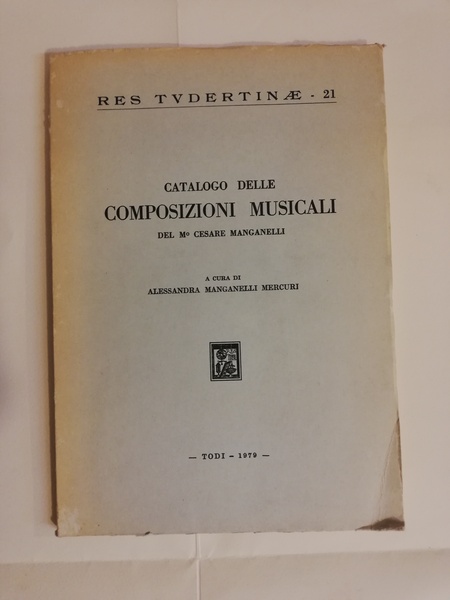 RES TVDERTINÆ - 21
CATALOGO DELLE
COMPOSIZIONI MUSICALI
DEL Mº CESARE MANGANELLI
A CURA DI
ALESSANDRA MANGANELLI MERCURI
— TODI - 1979 —